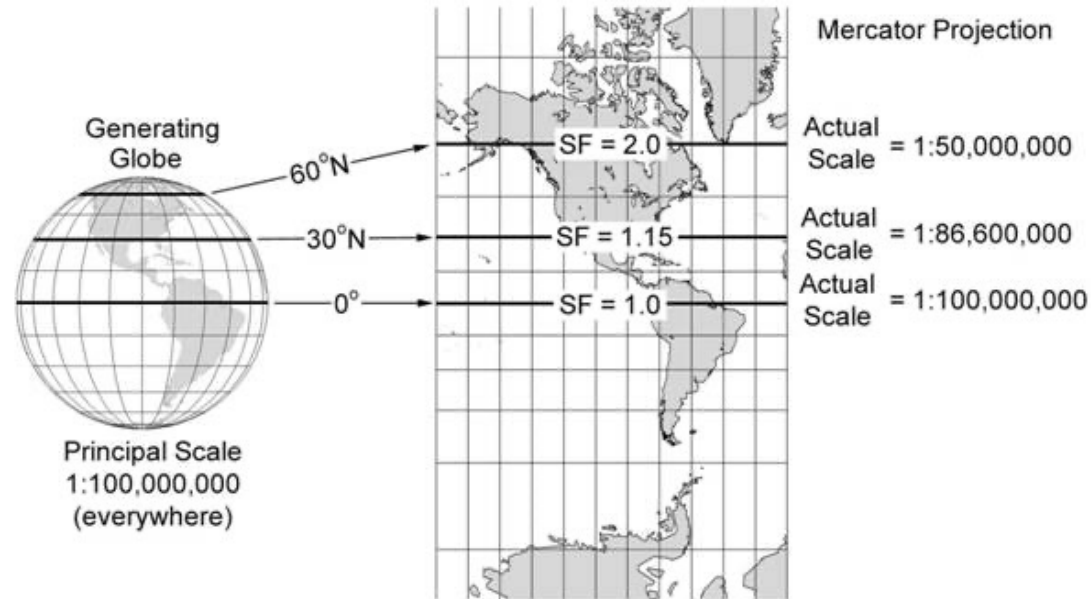 Mercator Projection
Generating
Globe
60°N
SF = 2.0
Actual
Scale
= 1:50,000,000
30°N
SF = 1.15
Actual
Scale
= 1:86,600,000
0°
SF = 1.0
Actual
Scale
= 1:100,000,000
Principal Scale
1:100,000,000
(everywhere)